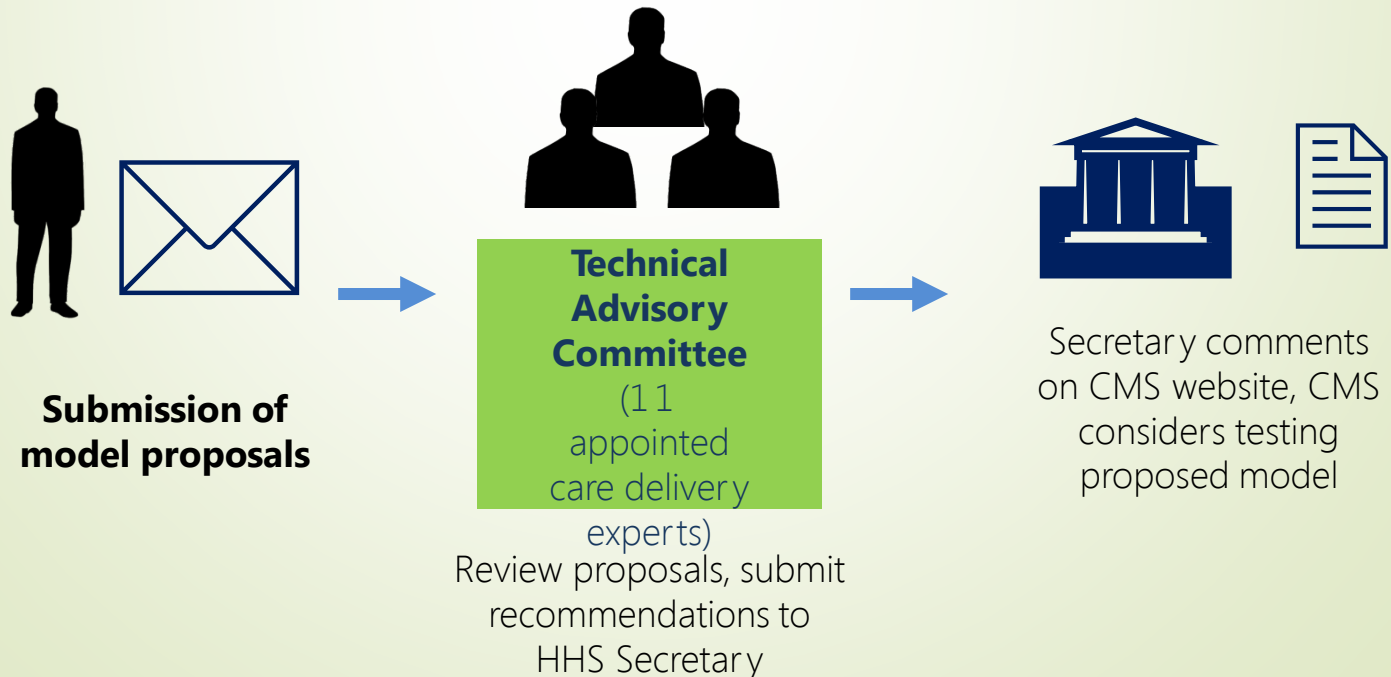 Submission of
model proposals
Technical
Advisory
Committee
(11
appointed
care delivery
experts)
Review proposals, submit
recommendations to
HHS Secretary
Secretary comments
on CMS website, CMS
considers testing
proposed model